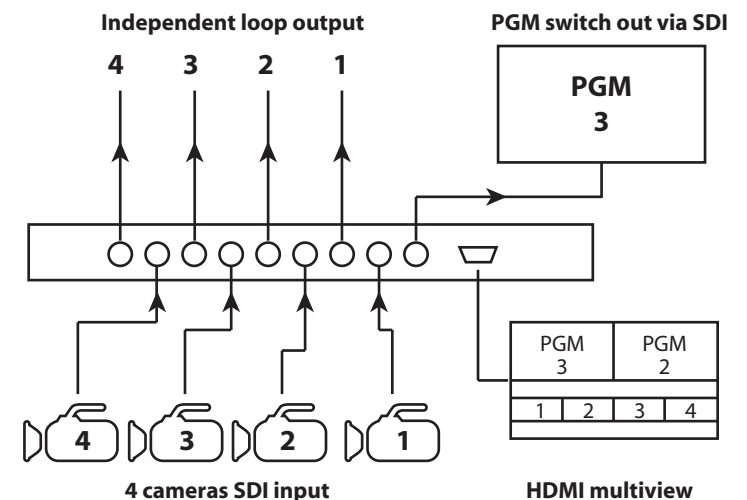 Independent loop output
PGM switch out via SDI
4 3 2 1
PGM
3
PGM
3
PGM
2
1 2 3 4
4 3 2 1
4 cameras SDI input
HDMI multiview